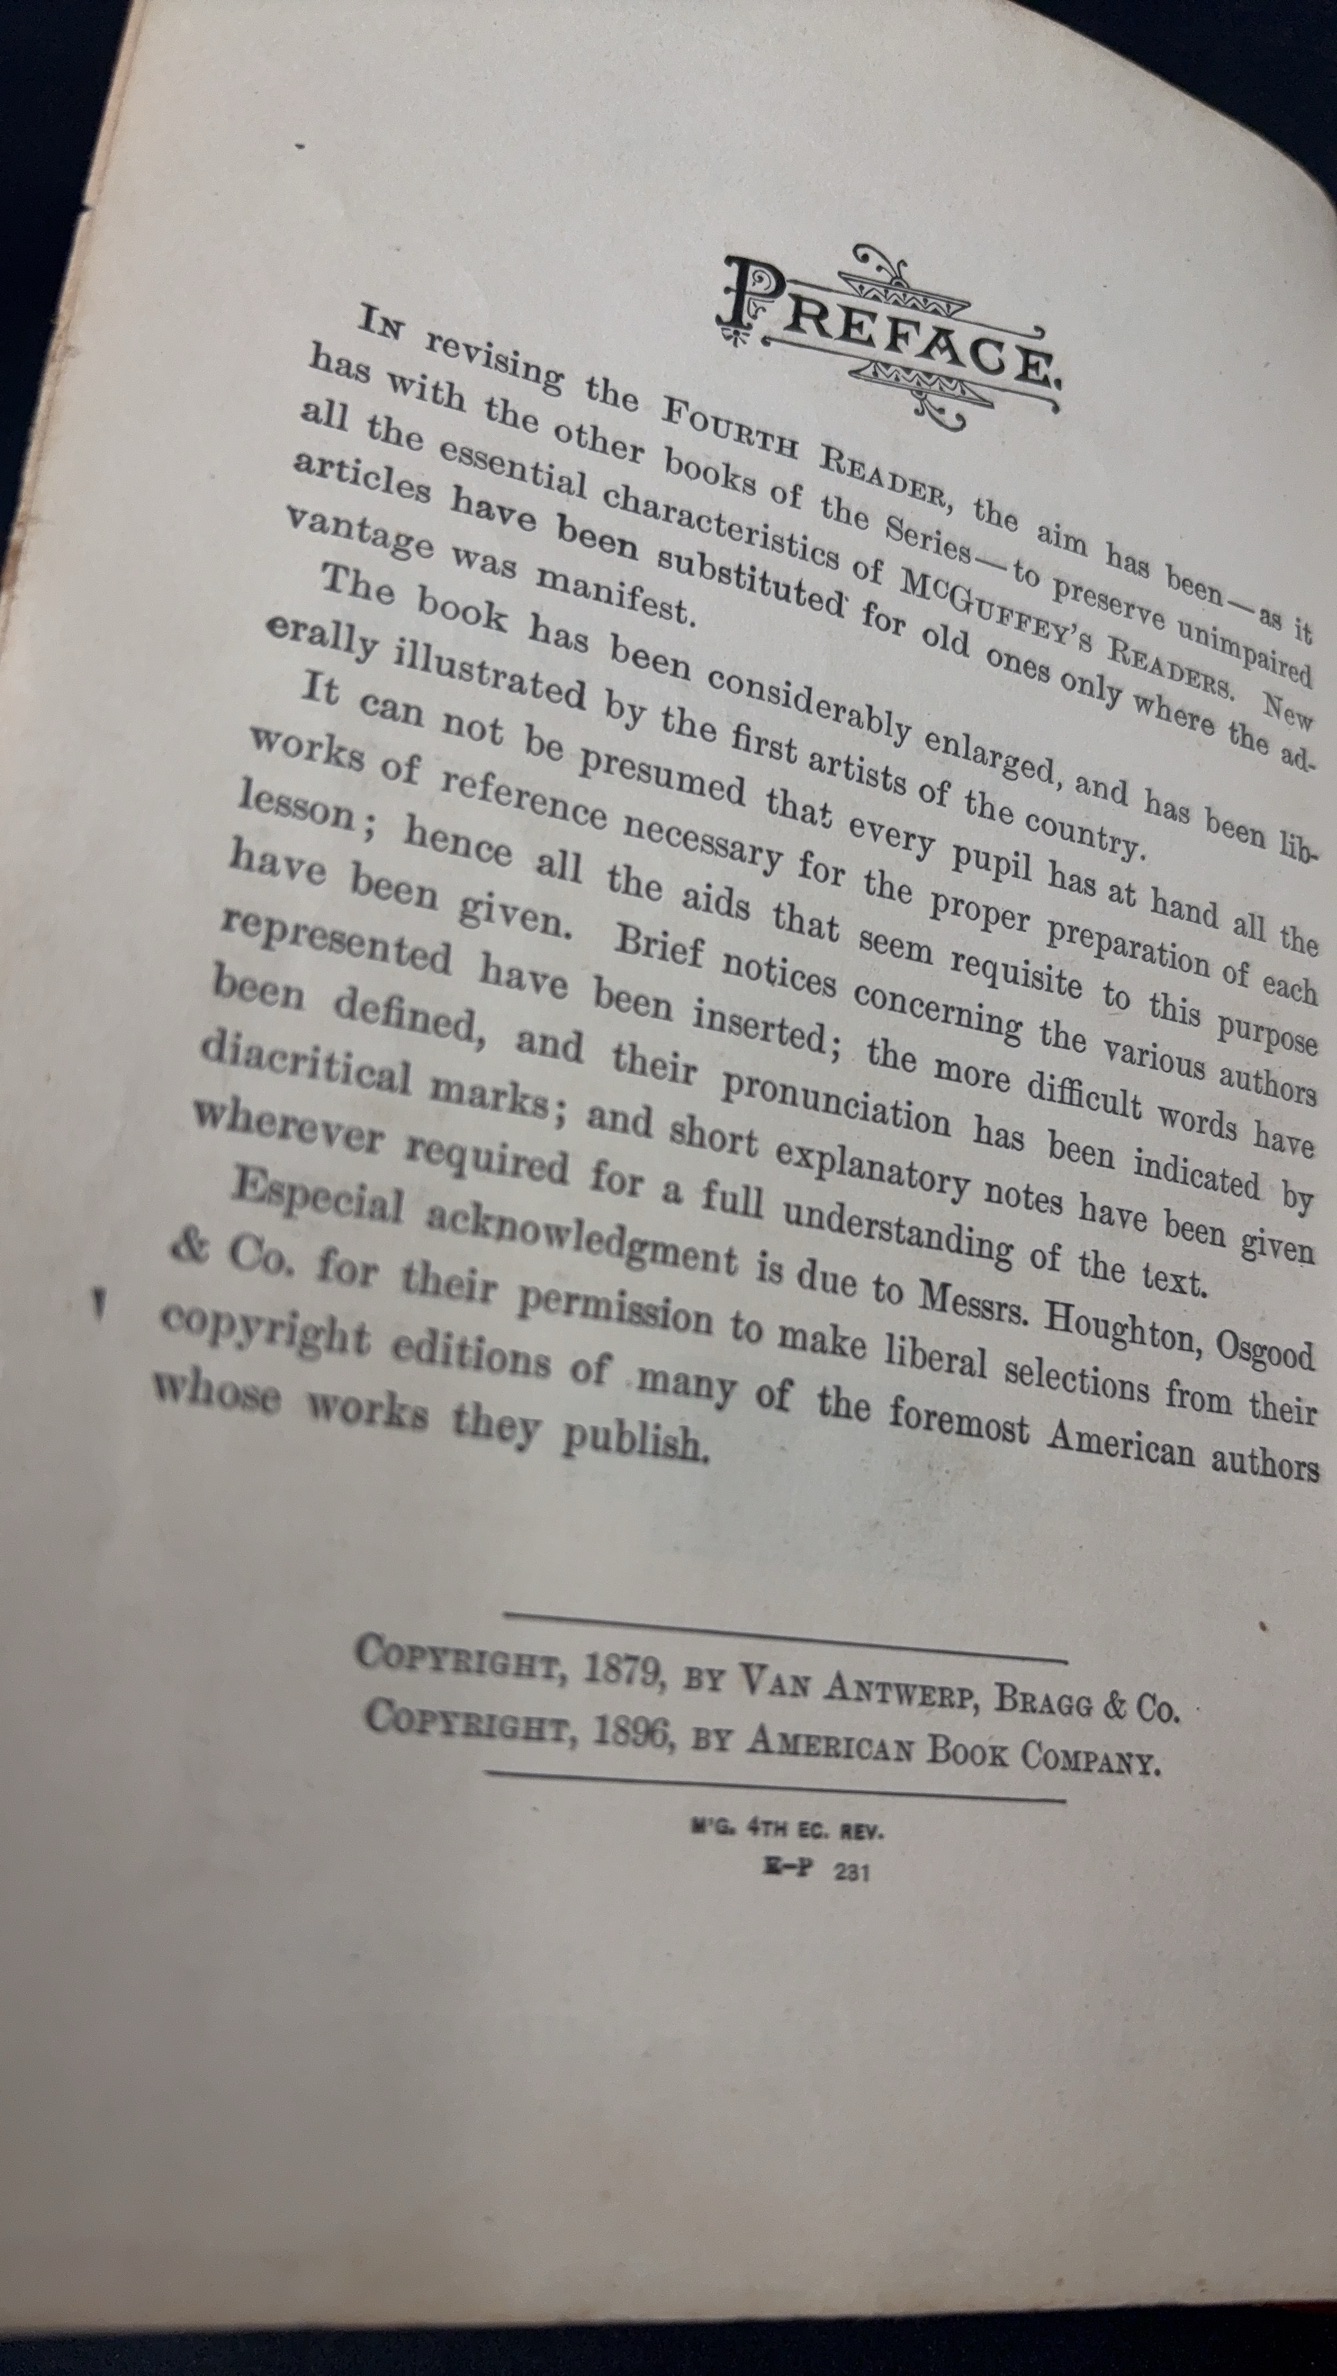 PREFACE.
IN revising the FOURTH READER, the aim has been—as it
has with the other books of the Series—to preserve unimpaired
all the essential characteristics of MCGUFFEY'S READERS. New
articles have been substituted for old ones only where the ad-
vantage was manifest.
The book has been considerably enlarged, and has been lib-
erally illustrated by the first artists of the country.
It can not be presumed that every pupil has at hand all the
works of reference necessary for the proper preparation of each
lesson; hence all the aids that seem requisite to this purpose
have been given. Brief notices concerning the various authors
represented have been inserted; the more difficult words have
been defined, and their pronunciation has been indicated by
diacritical marks; and short explanatory notes have been given
wherever required for a full understanding of the text.
Especial acknowledgment is due to Messrs. Houghton, Osgood
& Co. for their permission to make liberal selections from their
copyright editions of many of the foremost American authors
whose works they publish.
COPYRIGHT, 1879, BY VAN ANTWERP, BRAGG & CO.
COPYRIGHT, 1896, BY AMERICAN BOOK COMPANY.
M'G. 4TH EC. REV.
E–P 231